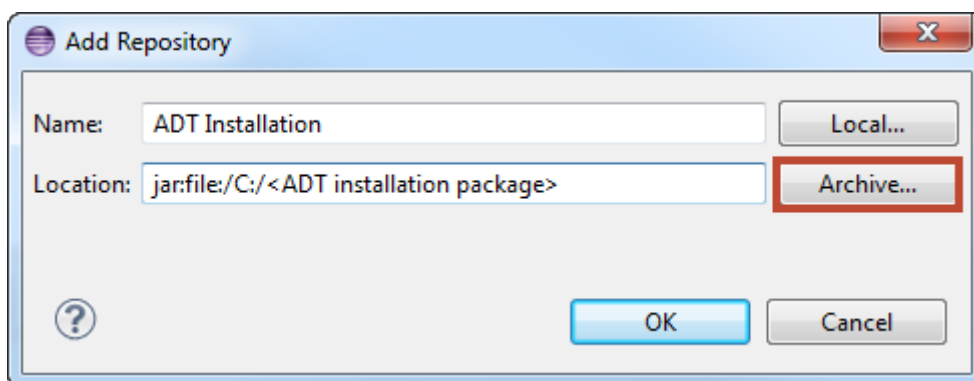 Add Repository
Name: ADT Installation Local...
Location: jar:file:/C:/<ADT installation package> Archive...
? OK Cancel